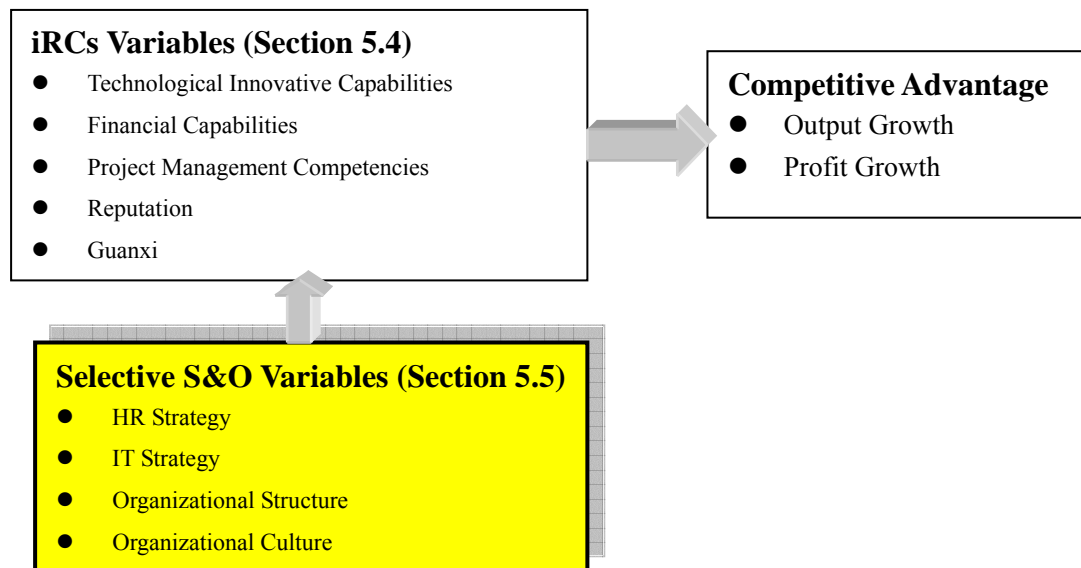 iRCs Variables (Section 5.4)
● Technological Innovative Capabilities
● Financial Capabilities
● Project Management Competencies
● Reputation
● Guanxi
Competitive Advantage
● Output Growth
● Profit Growth
Selective S&O Variables (Section 5.5)
● HR Strategy
● IT Strategy
● Organizational Structure
● Organizational Culture